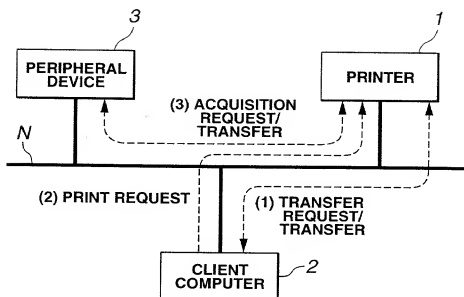 3
1
PERIPHERAL
DEVICE
PRINTER
(3) ACQUISITION
REQUEST/
TRANSFER
N
(2) PRINT REQUEST
(1) TRANSFER
REQUEST/
TRANSFER
CLIENT
COMPUTER
2